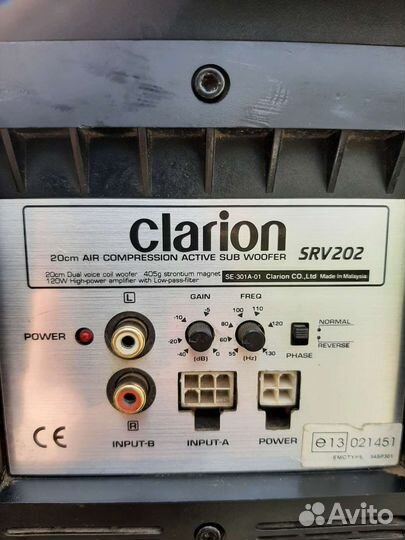 clarion
20cm AIR COMPRESSION ACTIVE SUB WOOFER SRV202
20cm Dual voice coil woofer 405g strontium magnet
120W High-power amplifier with Low-pass-filter
SE-301A-01 Clarion CO.,Ltd Made in Malaysia
L GAIN FREQ
-5 100 110
-10 80 120 NORMAL
POWER
-20 60 REVERSE
-40 0 55 130
(dB) (Hz) PHASE
R
CE INPUT-B INPUT-A POWER
e13 021451
EMCTYPE
Avito